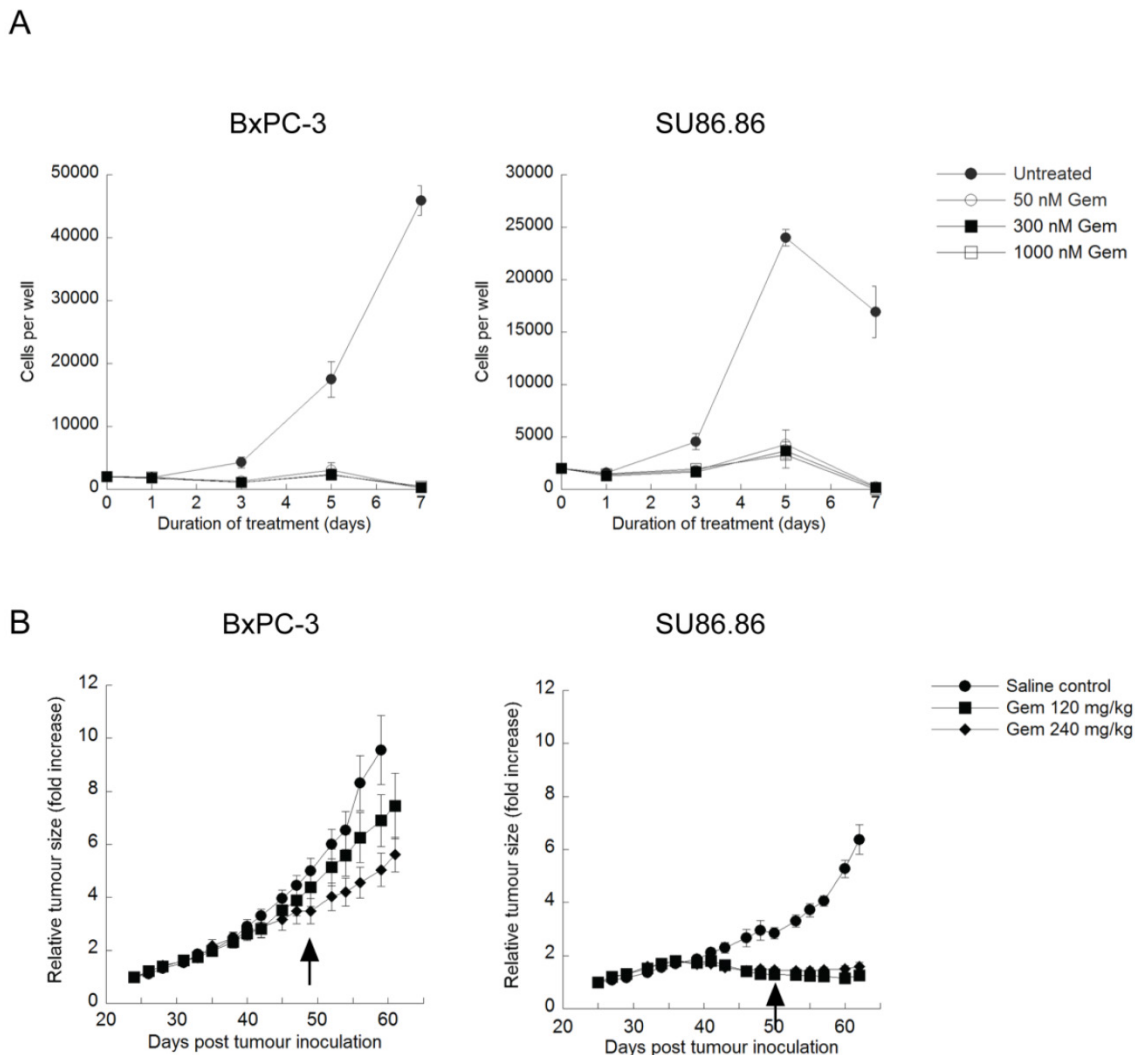 A
BxPC-3
50000
40000
30000
20000
10000
0
Cells per well
0 1 2 3 4 5 6 7
Duration of treatment (days)
SU86.86
30000
25000
20000
15000
10000
5000
0
Cells per well
0 1 2 3 4 5 6 7
Duration of treatment (days)
Untreated
50 nM Gem
300 nM Gem
1000 nM Gem
B
BxPC-3
12
10
8
6
4
2
0
Relative tumour size (fold increase)
20 30 40 50 60
Days post tumour inoculation
SU86.86
12
10
8
6
4
2
0
Relative tumour size (fold increase)
20 30 40 50 60
Days post tumour inoculation
Saline control
Gem 120 mg/kg
Gem 240 mg/kg